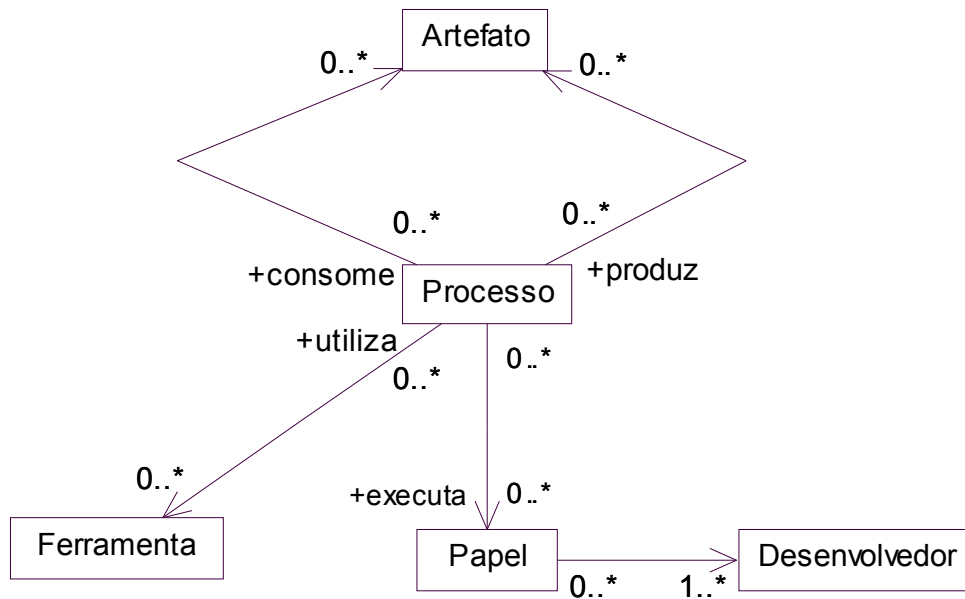 Artefato
0..*
0..*
0..*
0..*
+consome
+produz
Processo
+utiliza
0..*
0..*
0..*
+executa
0..*
Ferramenta
Papel
Desenvolvedor
0..*
1..*